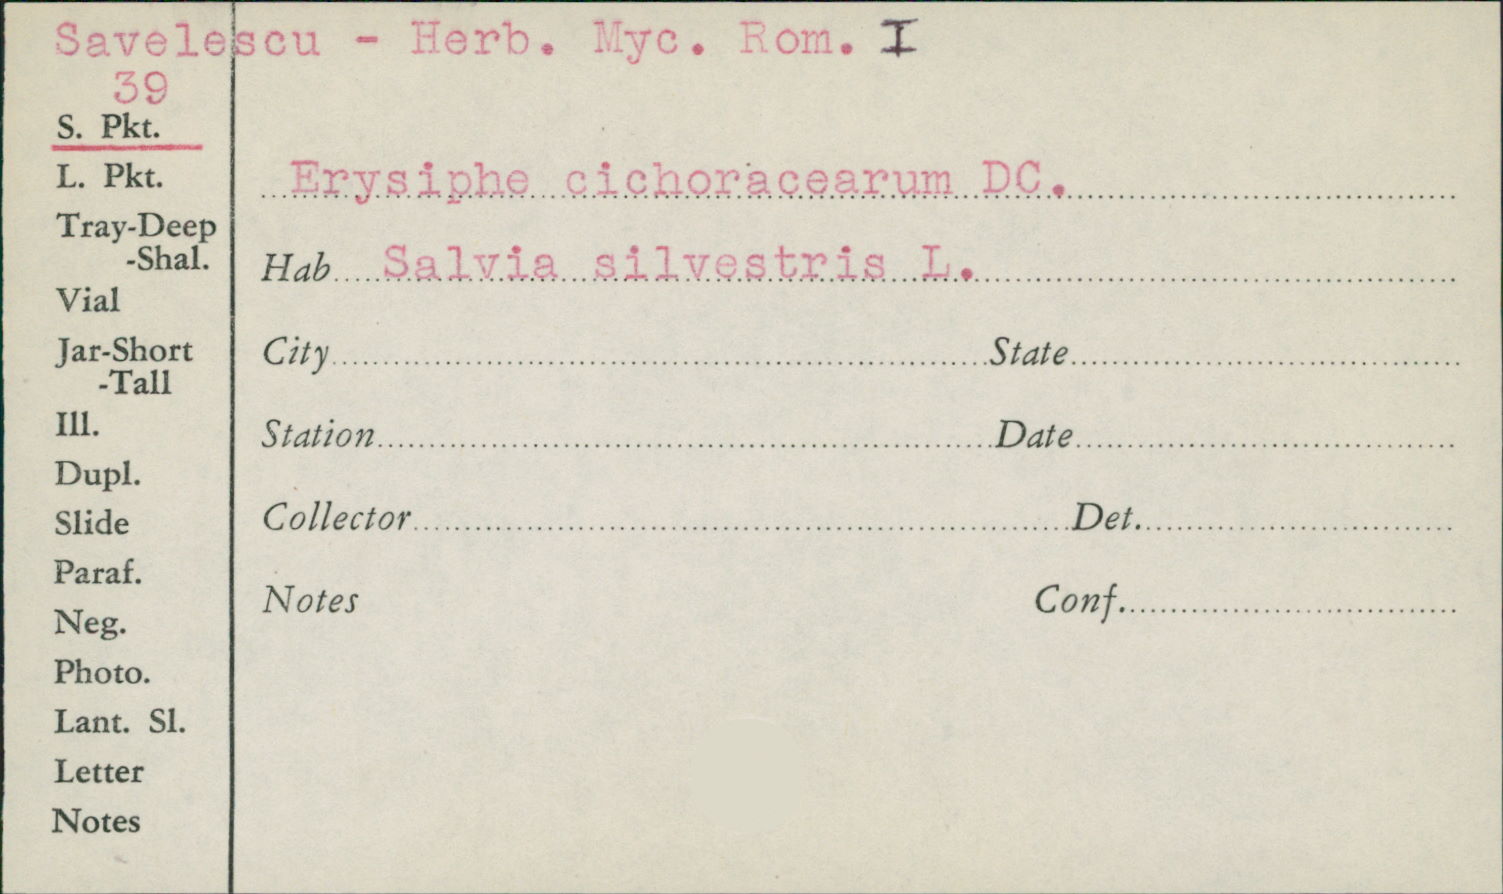 Savelescu - Herb. Myc. Rom. I
39
S. Pkt.
L. Pkt.
Tray-Deep
-Shal.
Vial
Jar-Short
-Tall
Ill.
Dupl.
Slide
Paraf.
Neg.
Photo.
Lant. Sl.
Letter
Notes
Erysiphe cichoracearum DC.
Hab Salvia silvestris L.
City State
Station Date
Collector Det.
Notes Conf.